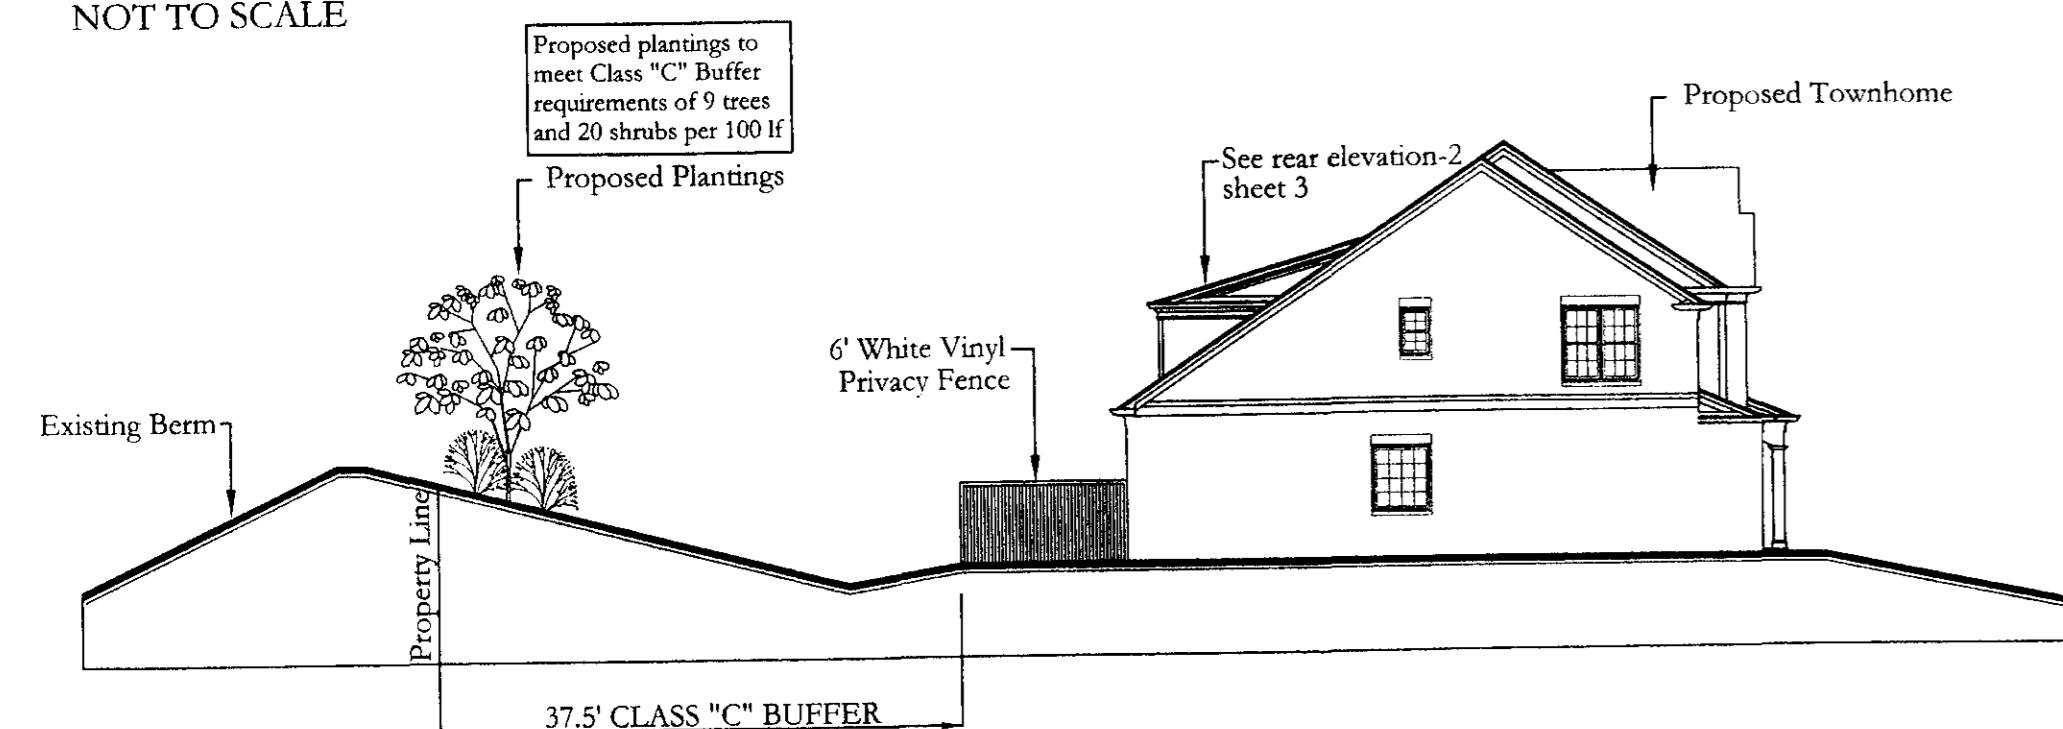 NOT TO SCALE
Proposed plantings to
meet Class "C" Buffer
requirements of 9 trees
and 20 shrubs per 100 lf
Proposed Plantings
Proposed Townhome
See rear elevation-2
sheet 3
6' White Vinyl
Privacy Fence
Existing Berm
Property Line
37.5' CLASS "C" BUFFER